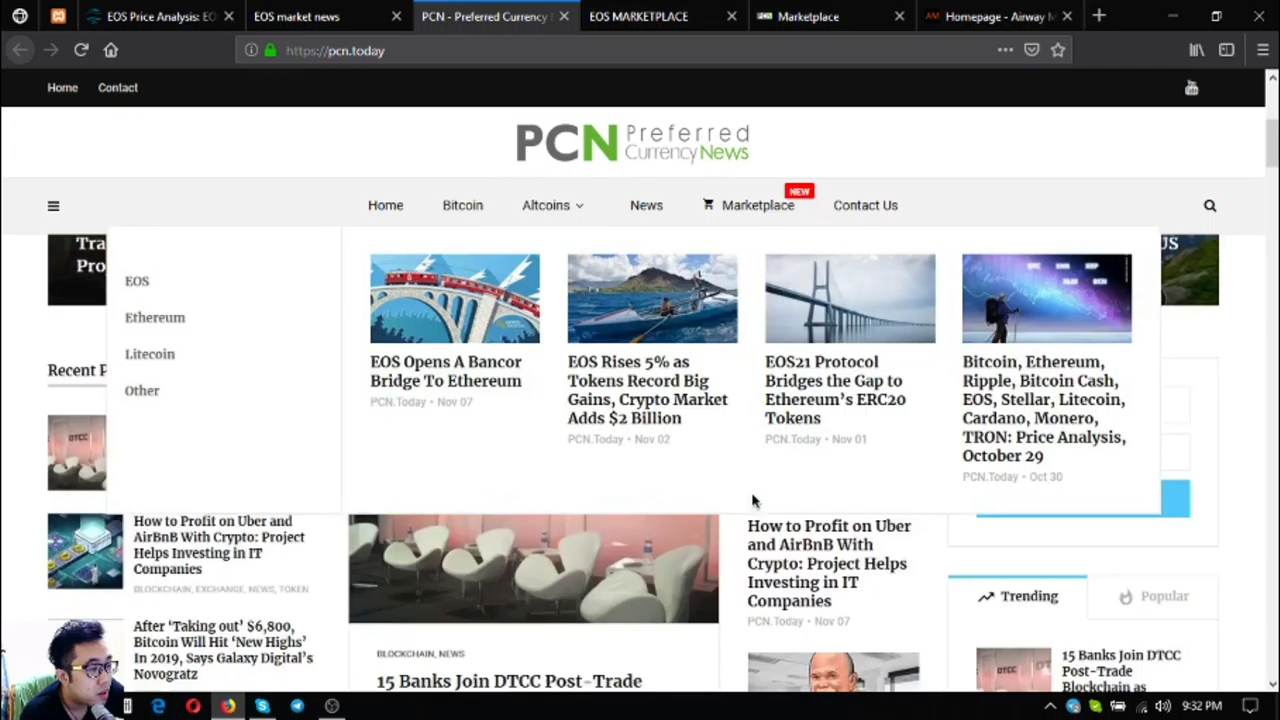 EOS Price Analysis: EO
EOS market news
PCN - Preferred Currency
EOS MARKETPLACE
Marketplace
Homepage - Airway M
https://pcn.today
Home
Contact
PCN Preferred
Currency News
NEW
Home
Bitcoin
Altcoins
News
Marketplace
Contact Us
Tra
Pro
US
EOS
Ethereum
Litecoin
Other
EOS Opens A Bancor
Bridge To Ethereum
PCN.Today • Nov 07
EOS Rises 5% as
Tokens Record Big
Gains, Crypto Market
Adds $2 Billion
PCN.Today • Nov 02
EOS21 Protocol
Bridges the Gap to
Ethereum's ERC20
Tokens
PCN.Today • Nov 01
Bitcoin, Ethereum,
Ripple, Bitcoin Cash,
EOS, Stellar, Litecoin,
Cardano, Monero,
TRON: Price Analysis,
October 29
PCN.Today • Oct 30
Recent P
DTCC
How to Profit on Uber
and AirBnB With
Crypto: Project
Helps Investing in IT
Companies
BLOCKCHAIN, EXCHANGE, NEWS, TOKEN
After 'Taking out' $6,800,
Bitcoin Will Hit 'New Highs'
In 2019, Says Galaxy Digital's
Novogratz
BLOCKCHAIN, NEWS
15 Banks Join DTCC Post-Trade
How to Profit on Uber
and AirBnB With
Crypto: Project Helps
Investing in IT
Companies
PCN.Today • Nov 07
Trending
Popular
DTCC
15 Banks Join DTCC
Post-Trade
Blockchain as
9:32 PM